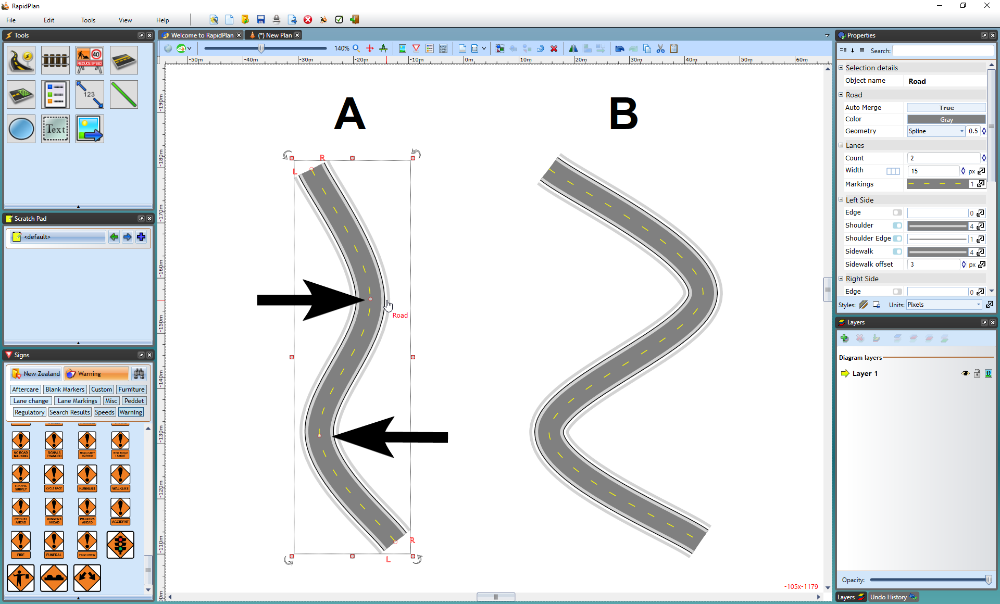 RapidPlan
File Edit Tools View Help
Tools
40
REDUCE SPEED
123
Text
Scratch Pad
<default>
Signs
New Zealand Warning
Aftercare Blank Markers Custom Furniture
Lane change Lane Markings Misc Peddet
Regulatory Search Results Speeds Warning
NO ROAD MARKING
SIGNALS CHANGED
SIGNALS NOT WORKING
NEW ROAD LAYOUT
TRAFFIC SURVEY
CYCLE RACE
RUNNERS
WALKERS
CYCLIST AHEAD
RUNNERS AHEAD
WALKERS AHEAD
ACCIDENT
FIRE
FUNERAL
FILM CREW
Welcome to RapidPlan (*) New Plan
140%
-50m -40m -30m -20m -10m 0m 10m 20m 30m 40m 50m 60m
-190m
-180m
-170m
-160m
-150m
-140m
-130m
-120m
-110m
A B
R
L
Road
R
L
-105x-1179
Properties
Search:
Selection details
Object name Road
Road
Auto Merge True
Color Gray
Geometry Spline 0.5
Lanes
Count 2
Width 15 px
Markings 1
Left Side
Edge 0
Shoulder 4
Shoulder Edge 1
Sidewalk 4
Sidewalk offset 3 px
Right Side
Edge 0
Styles: Units: Pixels
Layers
Diagram layers
Layer 1
D
Opacity:
Layers Undo History